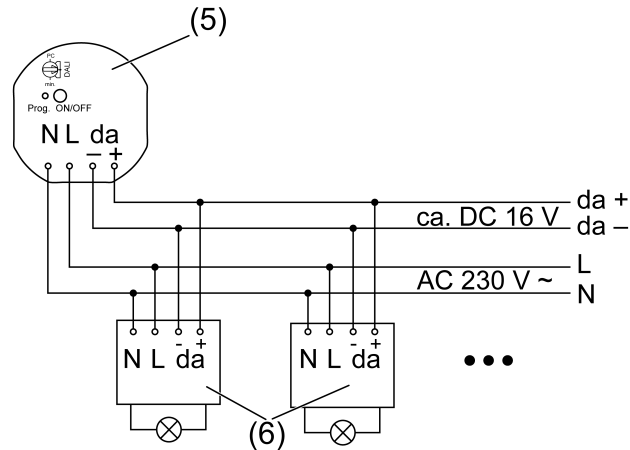 (5)
PC
DALI
min.
Prog. ON/OFF
N L da
– +
da +
ca. DC 16 V
da –
L
AC 230 V ~
N
- +
N L da
- +
N L da
(6)